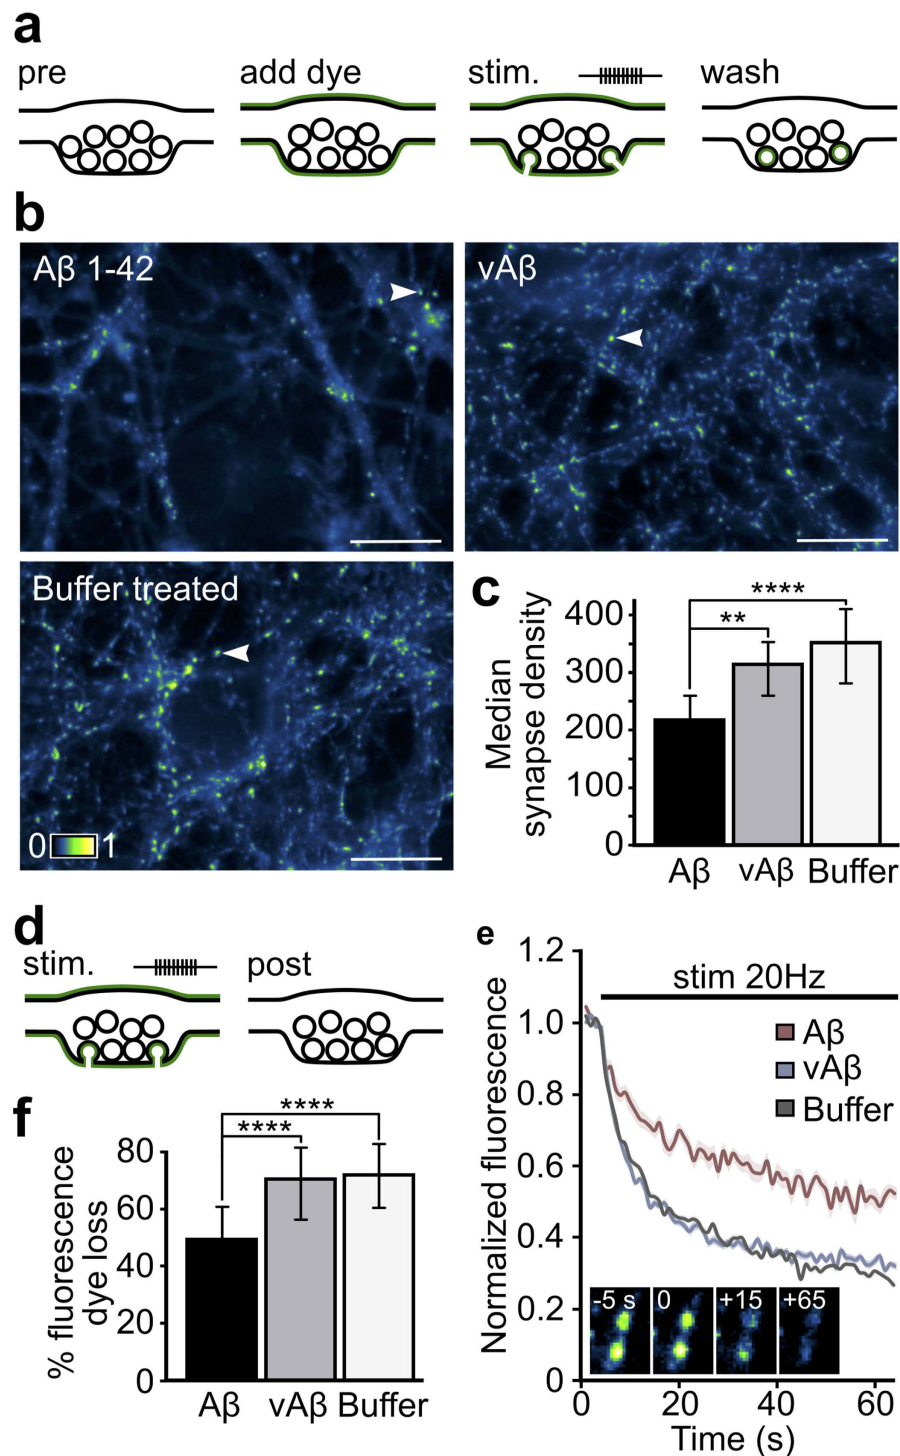 a
pre
add dye
stim.
wash
b
Aβ 1-42
vAβ
Buffer treated
0
1
c
Median
synapse density
400
300
200
100
0
****
**
Aβ
vAβ
Buffer
d
stim.
post
e
Normalized fluorescence
1.2
1.0
0.8
0.6
0.4
0.2
0
stim 20Hz
Aβ
vAβ
Buffer
-5 s
0
+15
+65
0
20
40
60
Time (s)
f
% fluorescence
dye loss
80
60
40
20
0
****
****
Aβ
vAβ
Buffer